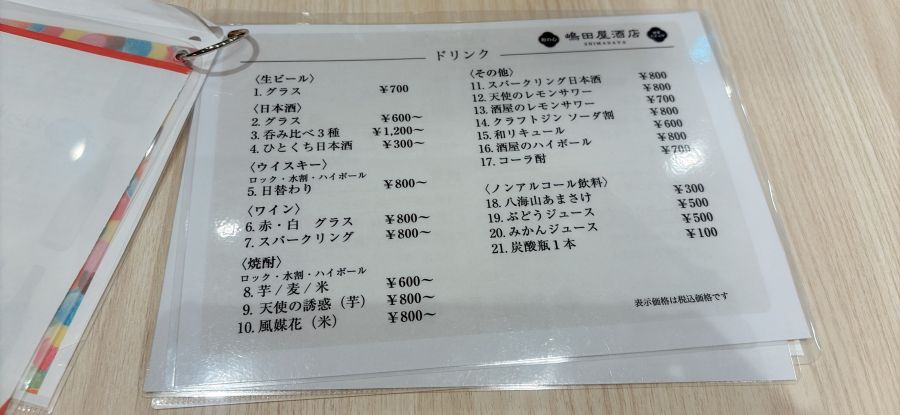 嶋田屋酒店
SHIMADAYA
ドリンク
〈生ビール〉
1. グラス ¥700
〈日本酒〉
2. グラス ¥600〜
3. 呑み比べ3種 ¥1,200〜
4. ひとくち日本酒 ¥300〜
〈ウイスキー〉
ロック・水割・ハイボール
5. 日替わり ¥800〜
〈ワイン〉
6. 赤・白 グラス ¥800〜
7. スパークリング ¥800〜
〈焼酎〉
ロック・水割・ハイボール
8. 芋/麦/米 ¥600〜
9. 天使の誘惑（芋） ¥800〜
10. 風媒花（米） ¥800〜
〈その他〉
11. スパークリング日本酒 ¥800
12. 天使のレモンサワー ¥800
13. 酒屋のレモンサワー ¥700
14. クラフトジン ソーダ割 ¥800
15. 和リキュール ¥600
16. 酒屋のハイボール ¥800
17. コーラ酎 ¥700
〈ノンアルコール飲料〉
18. 八海山あまさけ ¥300
19. ぶどうジュース ¥500
20. みかんジュース ¥500
21. 炭酸瓶1本 ¥100
表示価格は税込価格です